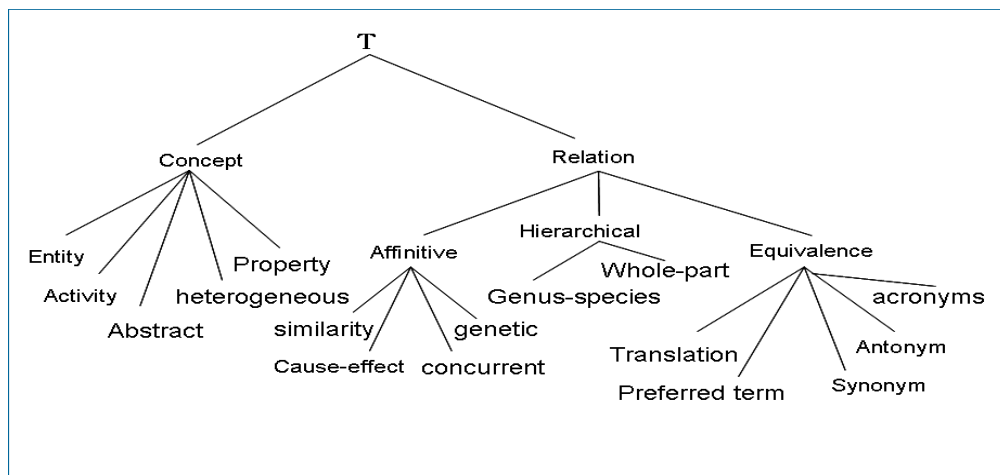 T
Concept
Relation
Entity
Activity
Abstract
heterogeneous
Property
Affinitive
similarity
Cause-effect
concurrent
genetic
Hierarchical
Genus-species
Whole-part
Equivalence
Translation
Preferred term
Synonym
Antonym
acronyms